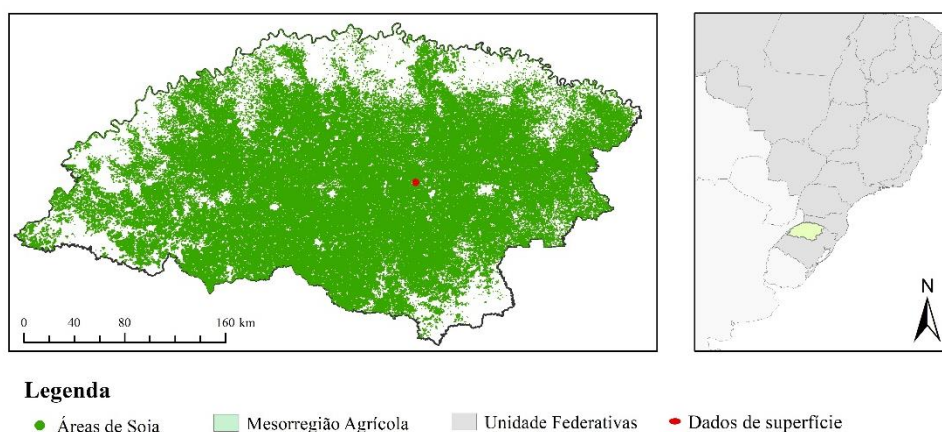 N
0 40 80 160 km
Legenda
Áreas de Soja Mesorregião Agrícola Unidade Federativas Dados de superfície